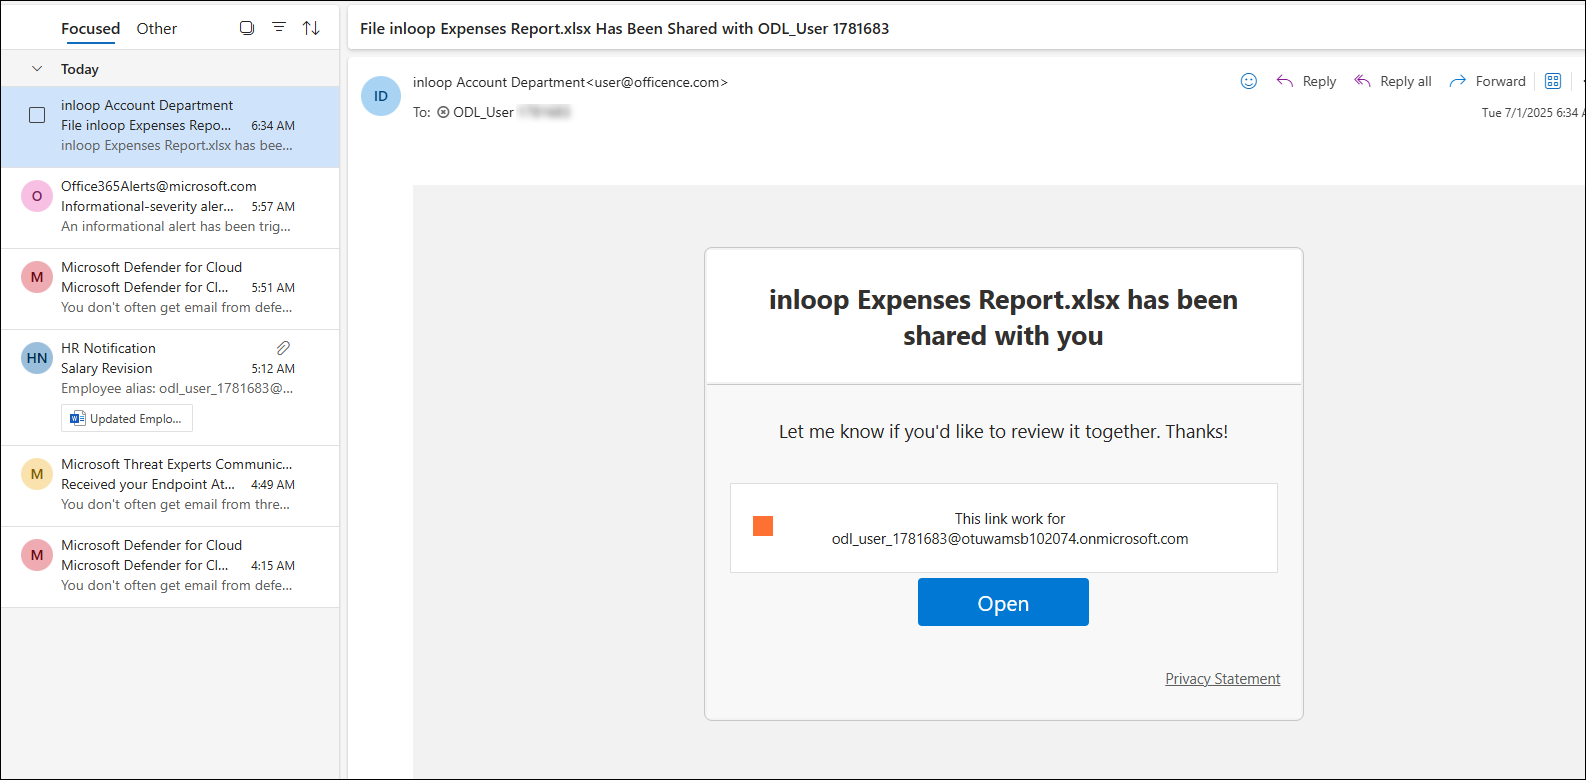 Focused Other
Today
inloop Account Department
File inloop Expenses Repo... 6:34 AM
inloop Expenses Report.xlsx has bee...
O
Office365Alerts@microsoft.com
Informational-severity aler... 5:57 AM
An informational alert has been trig...
M
Microsoft Defender for Cloud
Microsoft Defender for Cl... 5:51 AM
You don't often get email from defe...
HN
HR Notification
Salary Revision 5:12 AM
Employee alias: odl_user_1781683@...
Updated Emplo...
M
Microsoft Threat Experts Communic...
Received your Endpoint At... 4:49 AM
You don't often get email from thre...
M
Microsoft Defender for Cloud
Microsoft Defender for Cl... 4:15 AM
You don't often get email from defe...
File inloop Expenses Report.xlsx Has Been Shared with ODL_User 1781683
ID
inloop Account Department<user@officence.com>
Reply Reply all Forward
To: ODL_User
Tue 7/1/2025 6:34 A
inloop Expenses Report.xlsx has been
shared with you
Let me know if you'd like to review it together. Thanks!
This link work for
odl_user_1781683@otuwamsb102074.onmicrosoft.com
Open
Privacy Statement